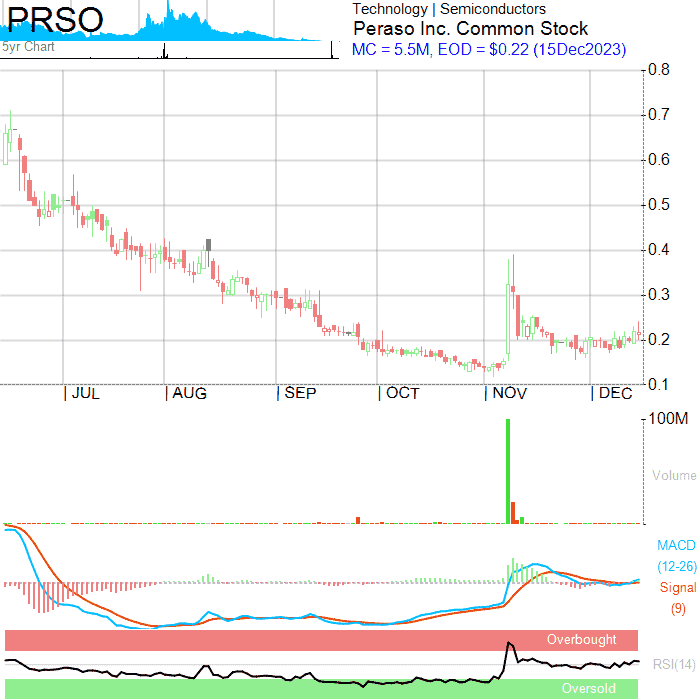 PRSO
5yr Chart
Technology | Semiconductors
Peraso Inc. Common Stock
MC = 5.5M, EOD = $0.22 (15Dec2023)
0.8
0.7
0.6
0.5
0.4
0.3
0.2
0.1
JUL AUG SEP OCT NOV DEC
100M
Volume
MACD
(12-26)
Signal
(9)
Overbought
RSI(14)
Oversold